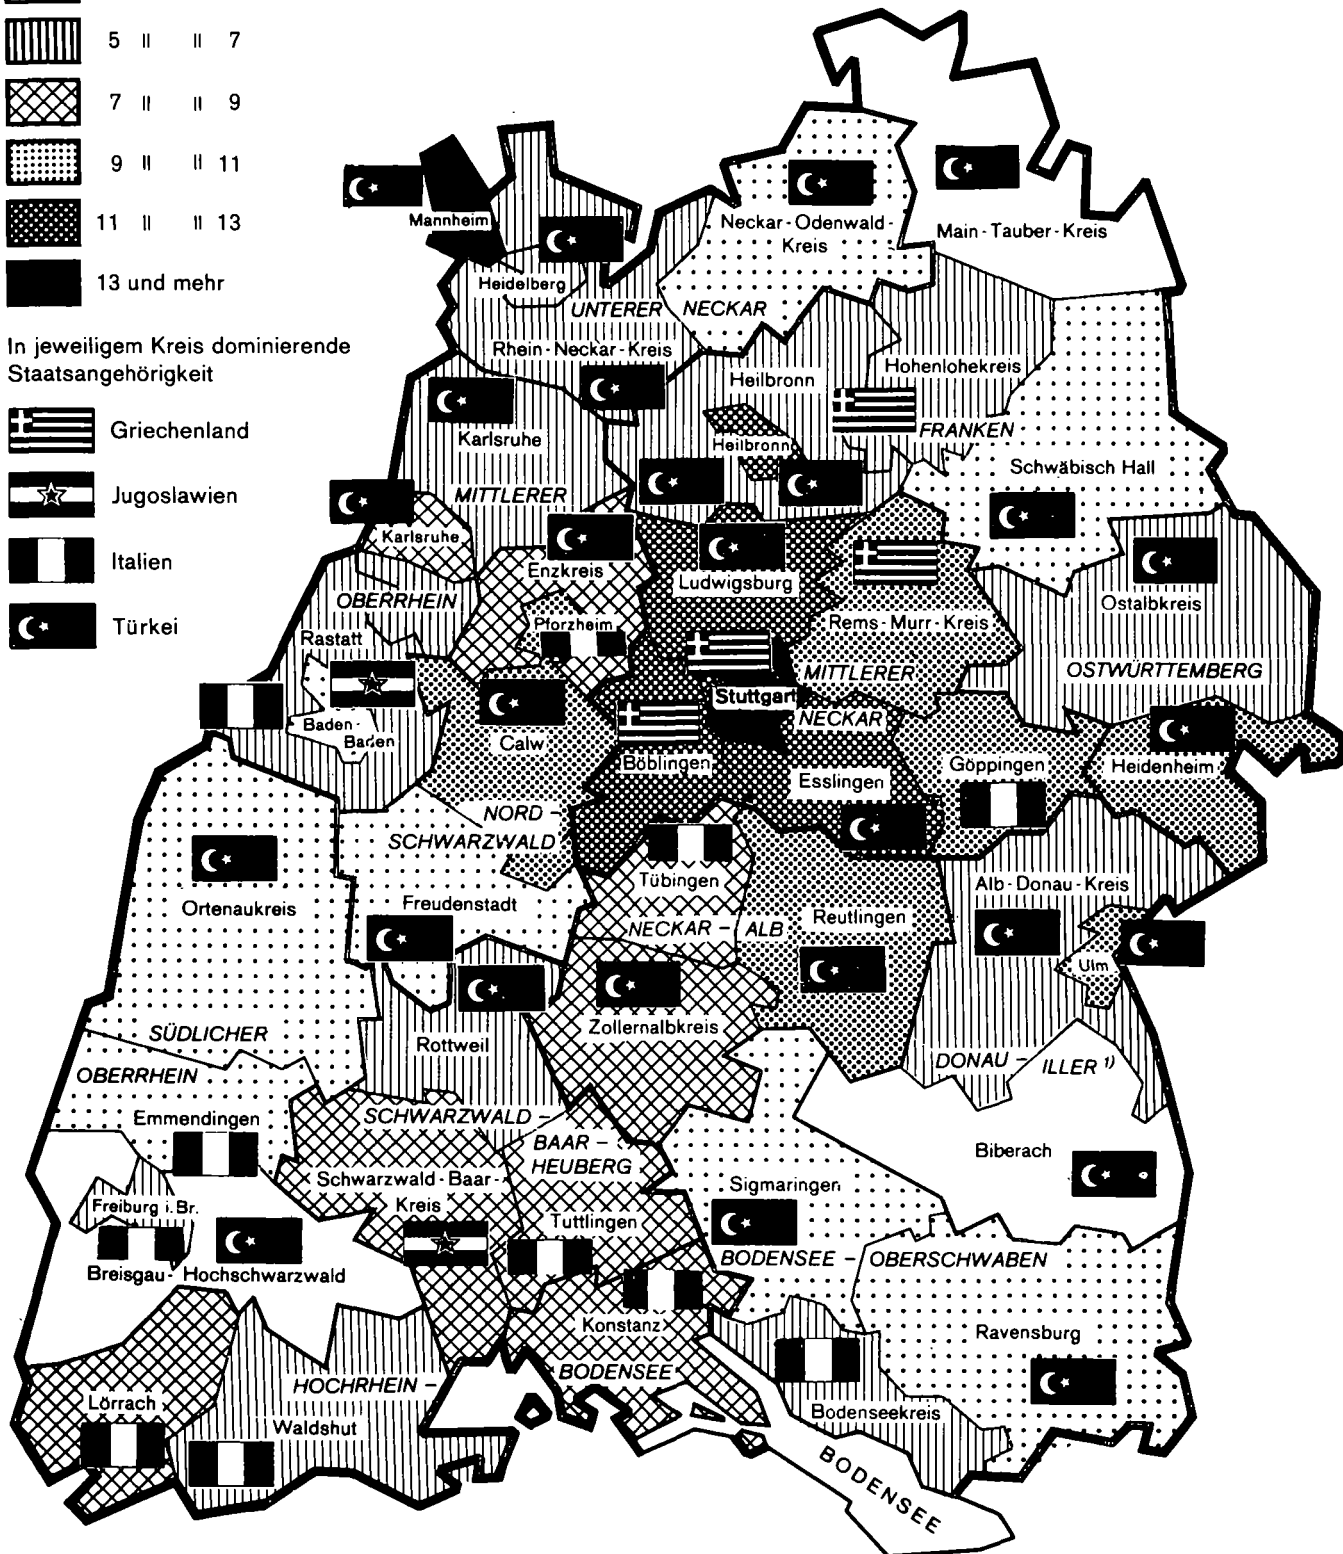 5 " " 7
7 " " 9
9 " " 11
11 " " 13
13 und mehr
In jeweiligem Kreis dominierende
Staatsangehörigkeit
Griechenland
Jugoslawien
Italien
Türkei
Mannheim
Neckar-Odenwald-
Kreis
Main-Tauber-Kreis
Heidelberg
UNTERER NECKAR
Rhein-Neckar-Kreis
Heilbronn
Hohenlohekreis
FRANKEN
Karlsruhe
Heilbronn
Schwäbisch Hall
MITTLERER
Karlsruhe
Enzkreis
Ludwigsburg
OBERRHEIN
Ostalbkreis
Pforzheim
Rems-Murr-Kreis
Rastatt
MITTLERER
OSTWÜRTTEMBERG
Stuttgart
NECKAR
Baden-
Baden
Calw
Böblingen
Esslingen
Göppingen
Heidenheim
NORD-
SCHWARZWALD
Tübingen
Alb-Donau-Kreis
Ortenaukreis
Freudenstadt
Reutlingen
NECKAR-ALB
Ulm
Zollernalbkreis
SÜDLICHER
Rottweil
DONAU-ILLER 1)
OBERRHEIN
Emmendingen
SCHWARZWALD-
BAAR-
HEUBERG
Biberach
Schwarzwald-Baar-
Kreis
Sigmaringen
Freiburg i. Br.
Tuttlingen
BODENSEE-OBERSCHWABEN
Breisgau-Hochschwarzwald
Konstanz
Ravensburg
HOCHRHEIN-
BODENSEE
Lörrach
Waldshut
Bodenseekreis
BODENSEE